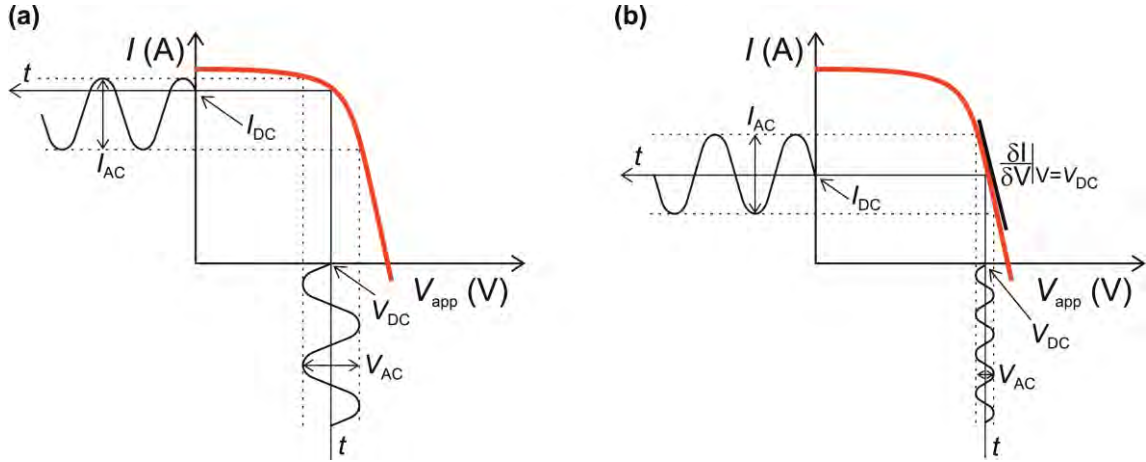 (a)
I (A)
t
I_DC
I_AC
V_app (V)
V_DC
V_AC
t
(b)
I (A)
I_AC
t
δI
δV |V=V_DC
I_DC
V_app (V)
V_DC
V_AC
t